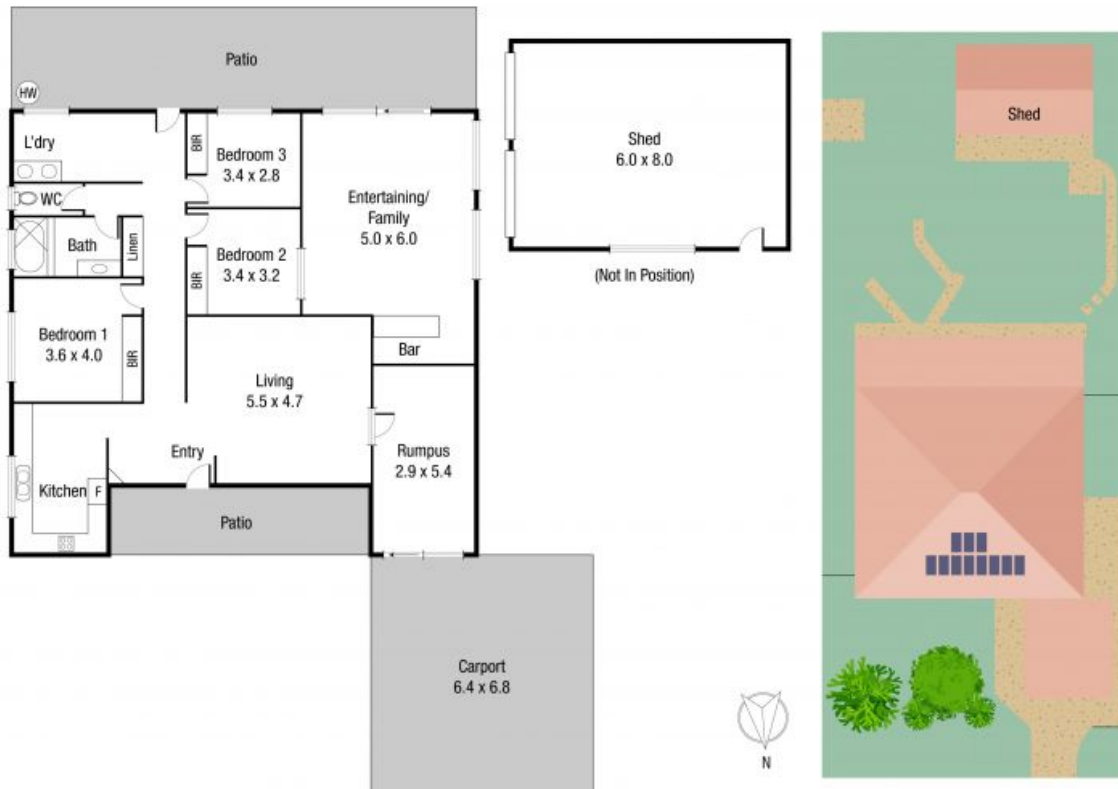 Patio
HW
L'dry
BIR
Bedroom 3
3.4 x 2.8
WC
Entertaining/
Family
5.0 x 6.0
Bath
Linen
Bedroom 2
3.4 x 3.2
BIR
Bedroom 1
3.6 x 4.0
BIR
Bar
Living
5.5 x 4.7
Entry
Rumpus
2.9 x 5.4
Kitchen
F
Patio
Carport
6.4 x 6.8
Shed
6.0 x 8.0
(Not In Position)
N
Shed